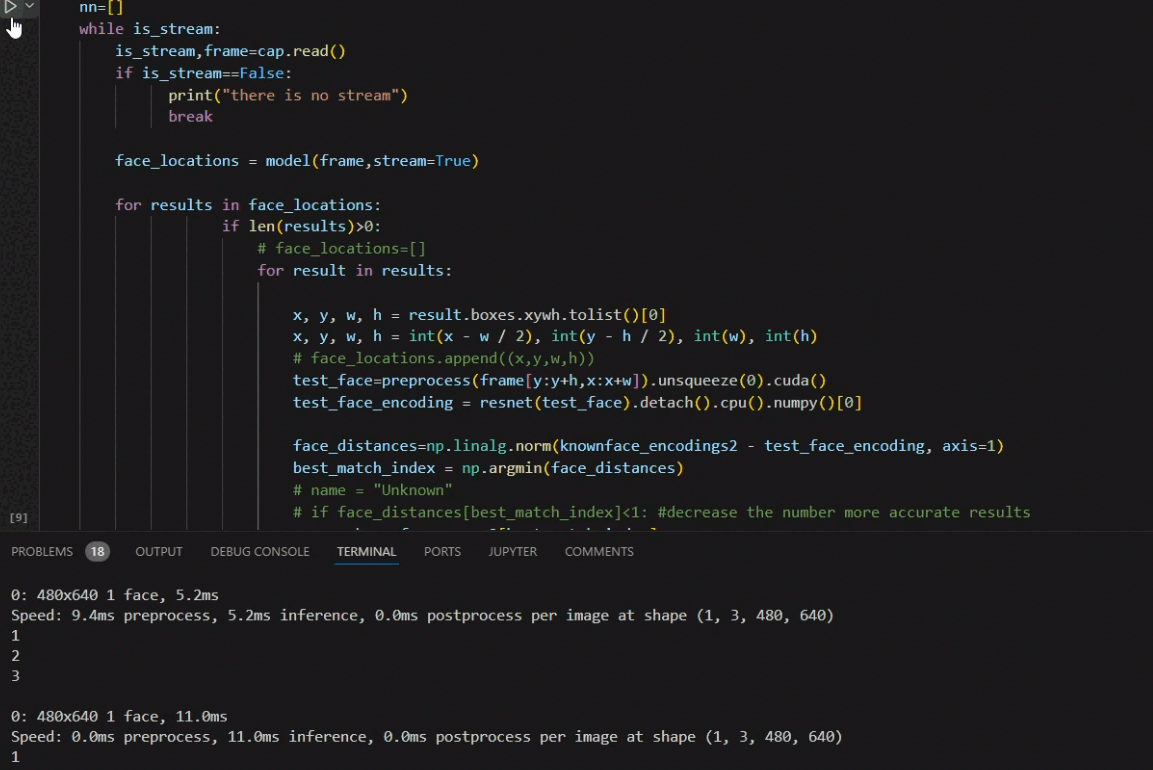 nn=[]
while is_stream:
is_stream,frame=cap.read()
if is_stream==False:
print("there is no stream")
break
face_locations = model(frame,stream=True)
for results in face_locations:
if len(results)>0:
# face_locations=[]
for result in results:
x, y, w, h = result.boxes.xywh.tolist()[0]
x, y, w, h = int(x - w / 2), int(y - h / 2), int(w), int(h)
# face_locations.append((x,y,w,h))
test_face=preprocess(frame[y:y+h,x:x+w]).unsqueeze(0).cuda()
test_face_encoding = resnet(test_face).detach().cpu().numpy()[0]
face_distances=np.linalg.norm(knownface_encodings2 - test_face_encoding, axis=1)
best_match_index = np.argmin(face_distances)
# name = "Unknown"
# if face_distances[best_match_index]<1: #decrease the number more accurate results
[9]
PROBLEMS 18 OUTPUT DEBUG CONSOLE TERMINAL PORTS JUPYTER COMMENTS
0: 480x640 1 face, 5.2ms
Speed: 9.4ms preprocess, 5.2ms inference, 0.0ms postprocess per image at shape (1, 3, 480, 640)
1
2
3
0: 480x640 1 face, 11.0ms
Speed: 0.0ms preprocess, 11.0ms inference, 0.0ms postprocess per image at shape (1, 3, 480, 640)
1